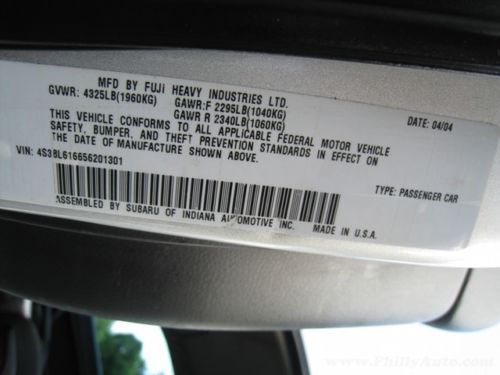 MFD BY FUJI HEAVY INDUSTRIES LTD.
GVWR: 4325LB(1960KG) GAWR:F 2295LB(1040KG) DATE: 04/04
GAWR R 2340LB(1060KG)
THIS VEHICLE CONFORMS TO ALL APPLICABLE FEDERAL MOTOR VEHICLE
SAFETY, BUMPER, AND THEFT PREVENTION STANDARDS IN EFFECT ON
THE DATE OF MANUFACTURE SHOWN ABOVE.
VIN: 4S3BL616656201301 TYPE: PASSENGER CAR
ASSEMBLED BY SUBARU OF INDIANA AUTOMOTIVE INC. MADE IN U.S.A.
www.PhillyAuto.com